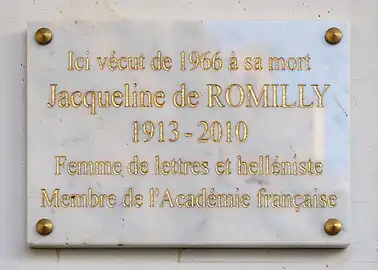 Ici vécut de 1966 à sa mort
Jacqueline de ROMILLY
1913 - 2010
Femme de lettres et helléniste
Membre de l'Académie française